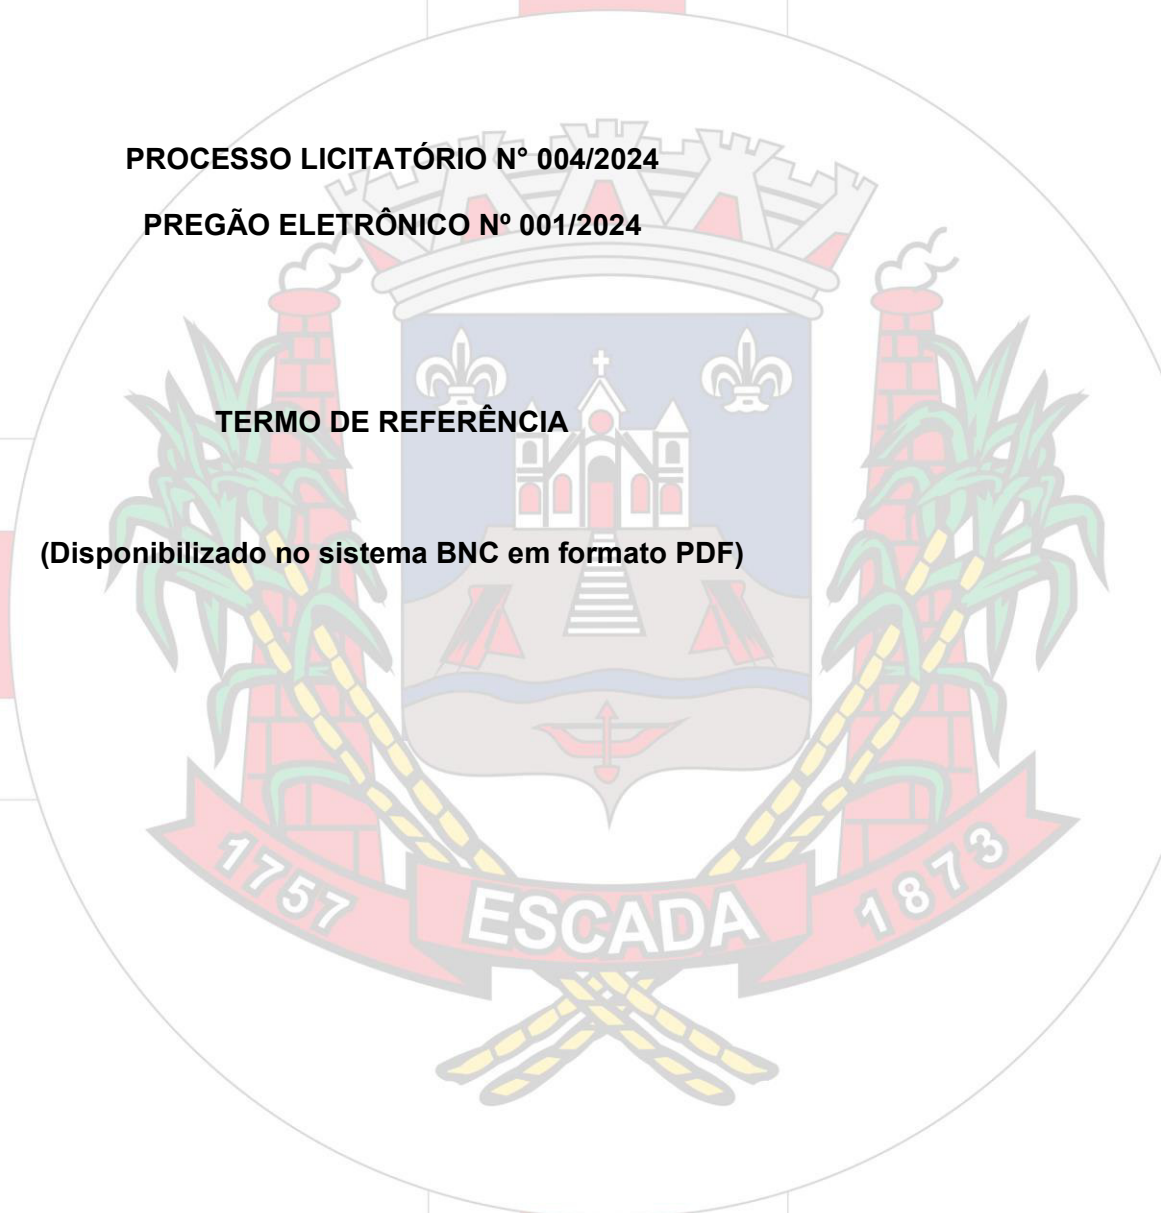 PROCESSO LICITATÓRIO N° 004/2024
PREGÃO ELETRÔNICO Nº 001/2024
TERMO DE REFERÊNCIA
(Disponibilizado no sistema BNC em formato PDF)
1757
ESCADA
1873